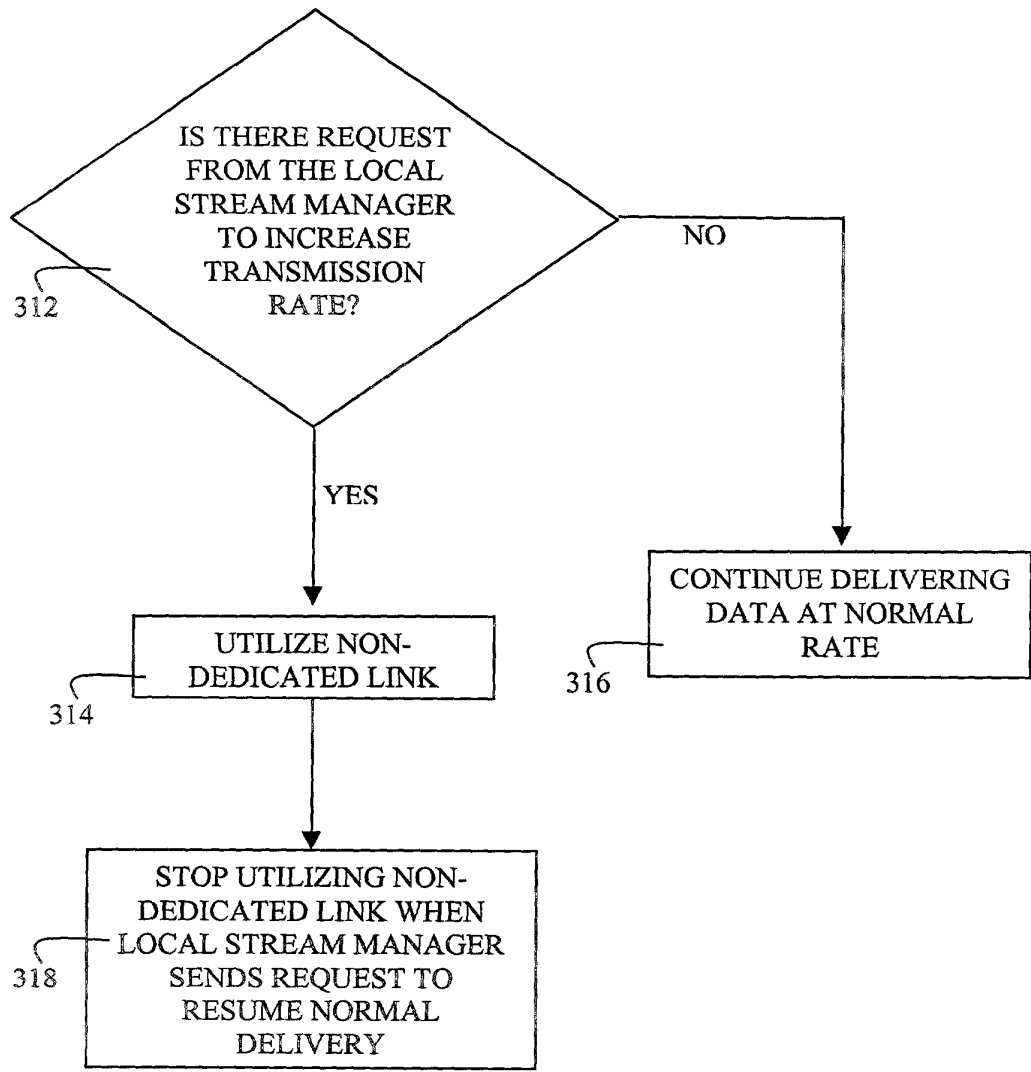 IS THERE REQUEST
FROM THE LOCAL
STREAM MANAGER
TO INCREASE
TRANSMISSION
RATE?
312
NO
YES
UTILIZE NON-
DEDICATED LINK
314
CONTINUE DELIVERING
DATA AT NORMAL
RATE
316
STOP UTILIZING NON-
DEDICATED LINK WHEN
LOCAL STREAM MANAGER
SENDS REQUEST TO
RESUME NORMAL
DELIVERY
318